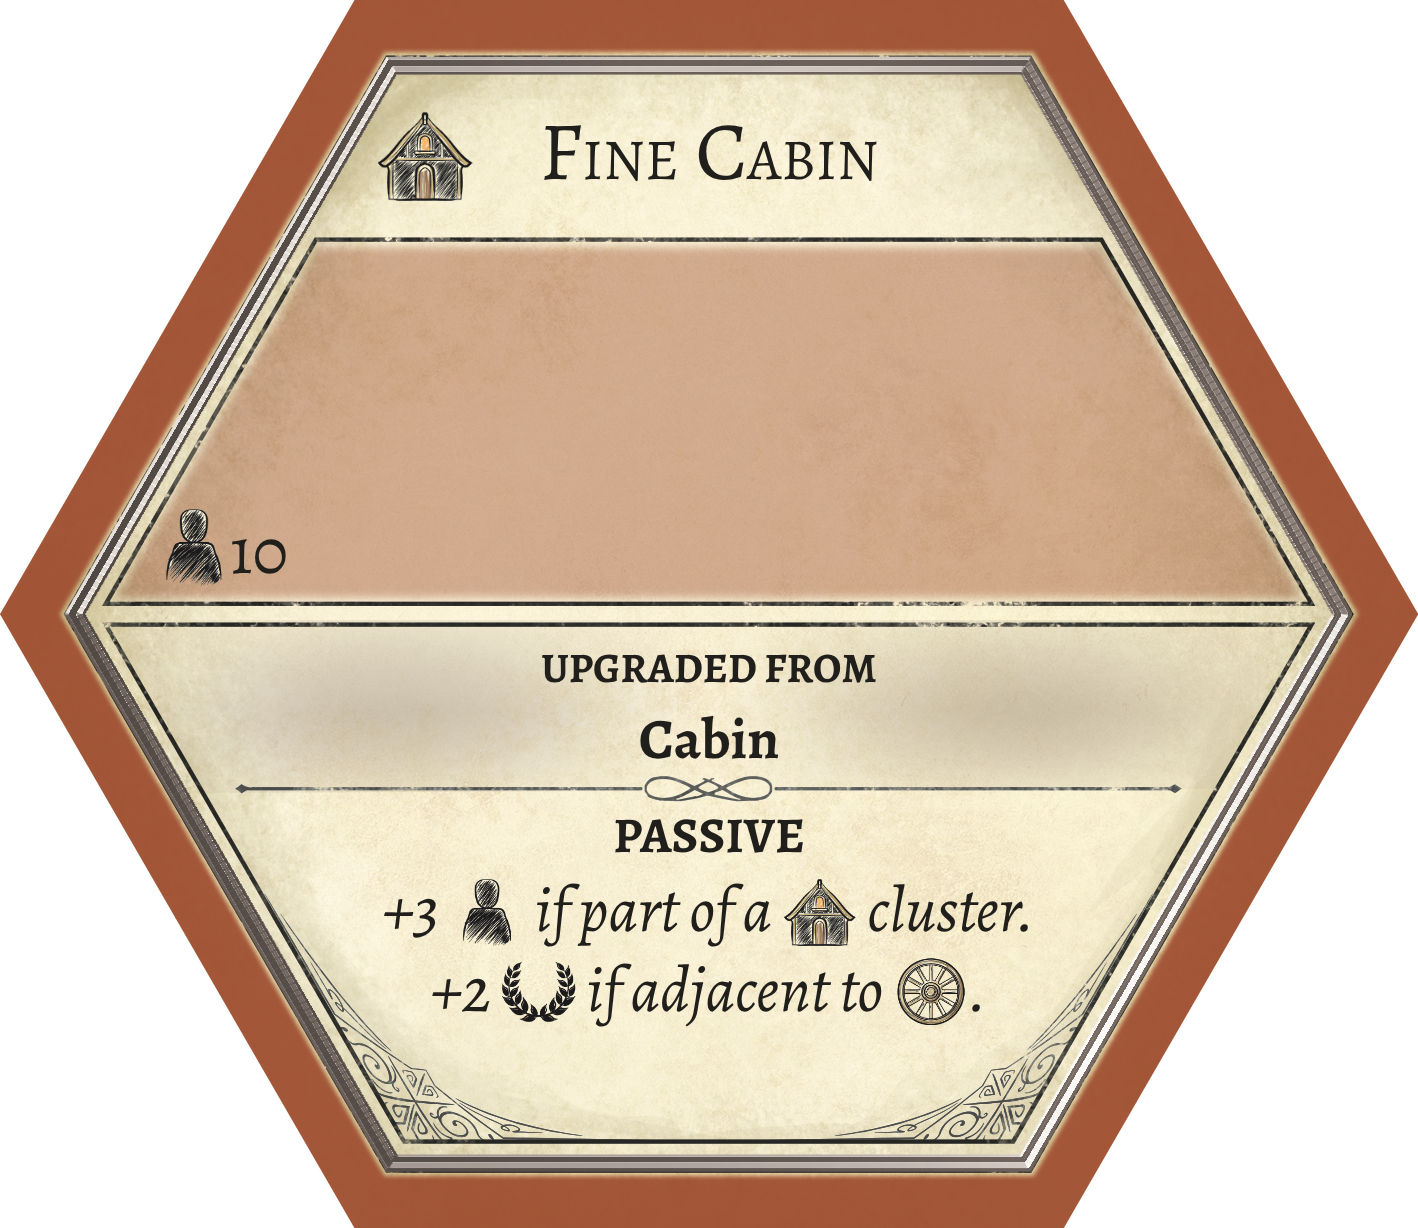 Fine Cabin
10
UPGRADED FROM
Cabin
PASSIVE
+3 if part of a cluster.
+2 if adjacent to .